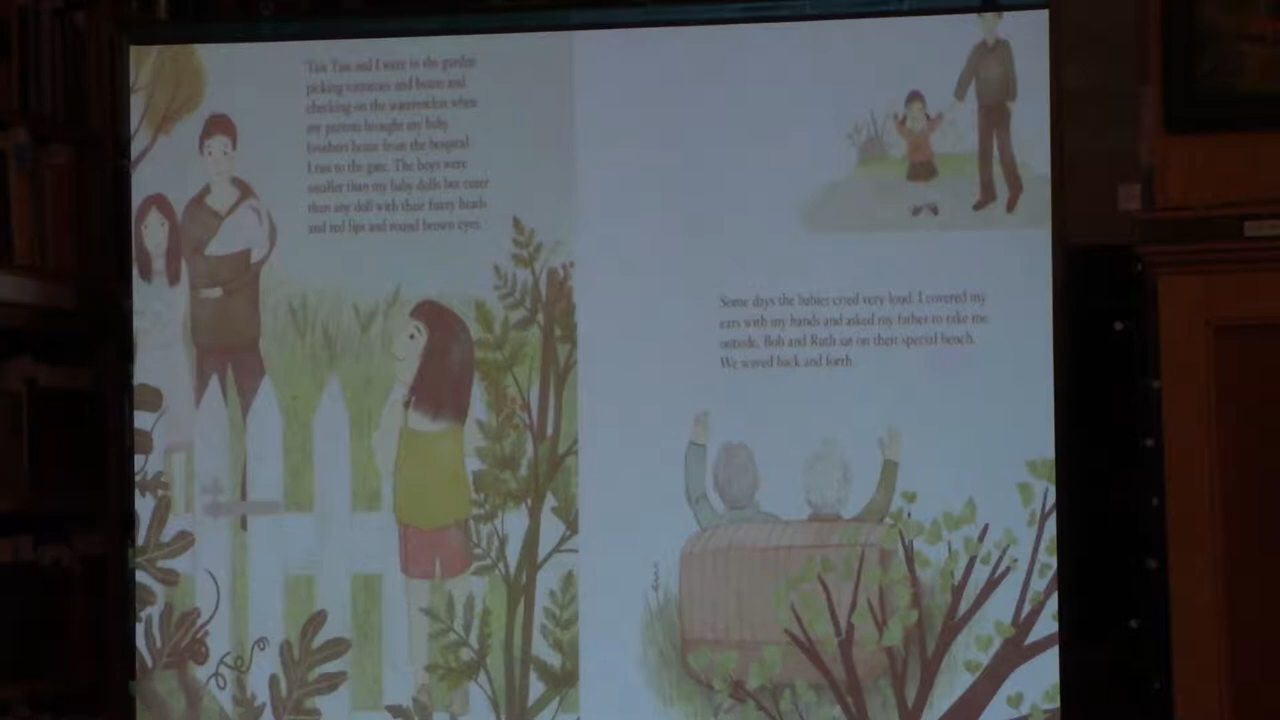 Tais Tam and I were in the garden
picking tomatoes and beans and
checking on the watermelon when
my parents brought my baby
brothers home from the hospital
I ran to the gate. The boys were
smaller than my baby dolls but cuter
than any doll with their fuzzy heads
and red lips and round brown eyes.
Some days the babies cried very loud. I covered my
ears with my hands and asked my father to take me
outside. Bob and Ruth sat on their special bench.
We waved back and forth.